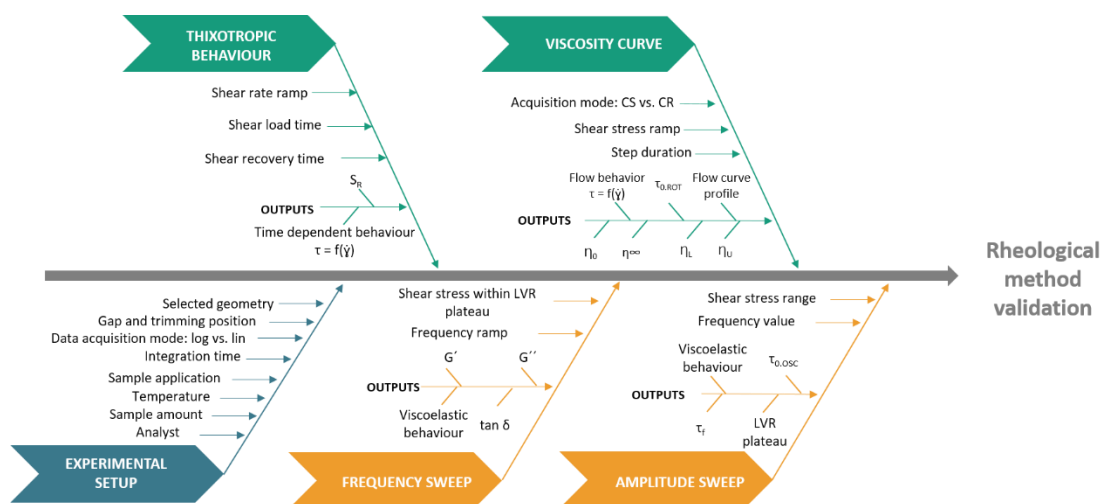 THIXOTROPIC
BEHAVIOUR
Shear rate ramp
Shear load time
Shear recovery time
S_R
OUTPUTS
Time dependent behaviour
τ = f(γ̇)
VISCOSITY CURVE
Acquisition mode: CS vs. CR
Shear stress ramp
Step duration
Flow behavior
τ = f(γ̇)
τ0.ROT
Flow curve
profile
OUTPUTS
η0
η∞
ηL
ηU
Rheological
method
validation
Selected geometry
Gap and trimming position
Data acquisition mode: log vs. lin
Integration time
Sample application
Temperature
Sample amount
Analyst
EXPERIMENTAL
SETUP
Shear stress within LVR
plateau
Frequency ramp
G´
G´´
OUTPUTS
Viscoelastic
behaviour
tan δ
FREQUENCY SWEEP
Shear stress range
Frequency value
Viscoelastic
behaviour
τ0.OSC
OUTPUTS
τf
LVR
plateau
AMPLITUDE SWEEP